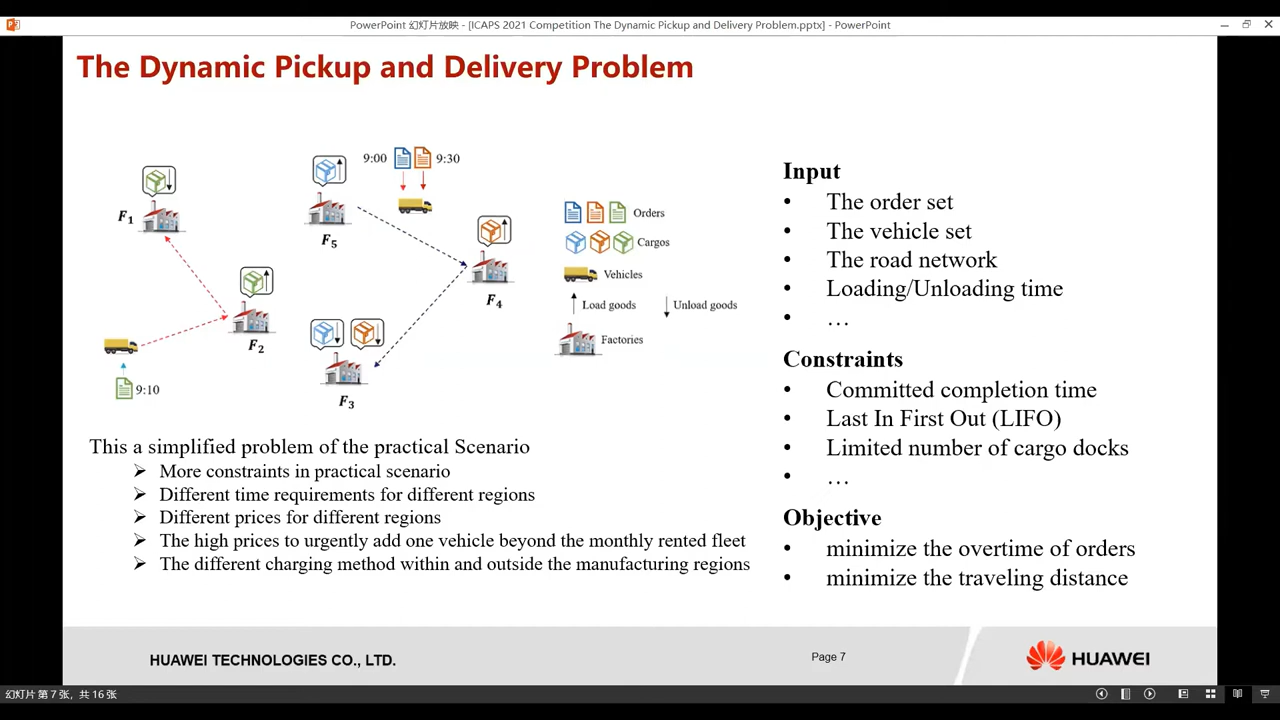 PowerPoint 幻灯片放映 - [ICAPS 2021 Competition The Dynamic Pickup and Delivery Problem.pptx] - PowerPoint
The Dynamic Pickup and Delivery Problem
9:00
9:30
F1
F5
F4
F2
F3
9:10
Orders
Cargos
Vehicles
Load goods
Unload goods
Factories
This a simplified problem of the practical Scenario
➢ More constraints in practical scenario
➢ Different time requirements for different regions
➢ Different prices for different regions
➢ The high prices to urgently add one vehicle beyond the monthly rented fleet
➢ The different charging method within and outside the manufacturing regions
Input
• The order set
• The vehicle set
• The road network
• Loading/Unloading time
• …
Constraints
• Committed completion time
• Last In First Out (LIFO)
• Limited number of cargo docks
• …
Objective
• minimize the overtime of orders
• minimize the traveling distance
HUAWEI TECHNOLOGIES CO., LTD.
Page 7
HUAWEI
幻灯片 第 7 张，共 16 张